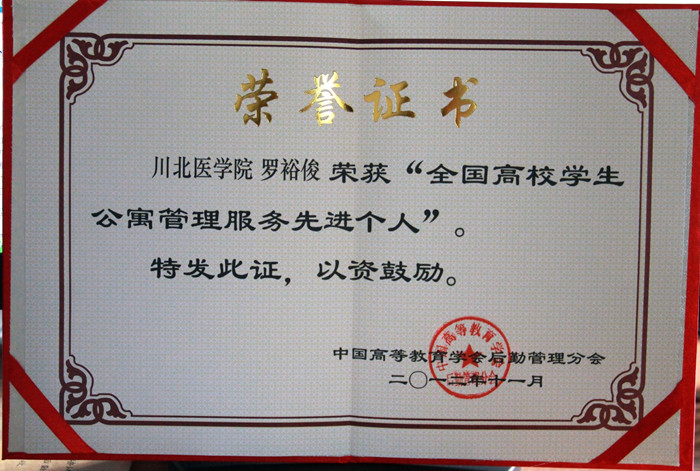 荣誉证书
川北医学院 罗裕俊 荣获“全国高校学生
公寓管理服务先进个人”。
特发此证，以资鼓励。
中国高等教育学会后勤管理分会
二〇一二年十一月